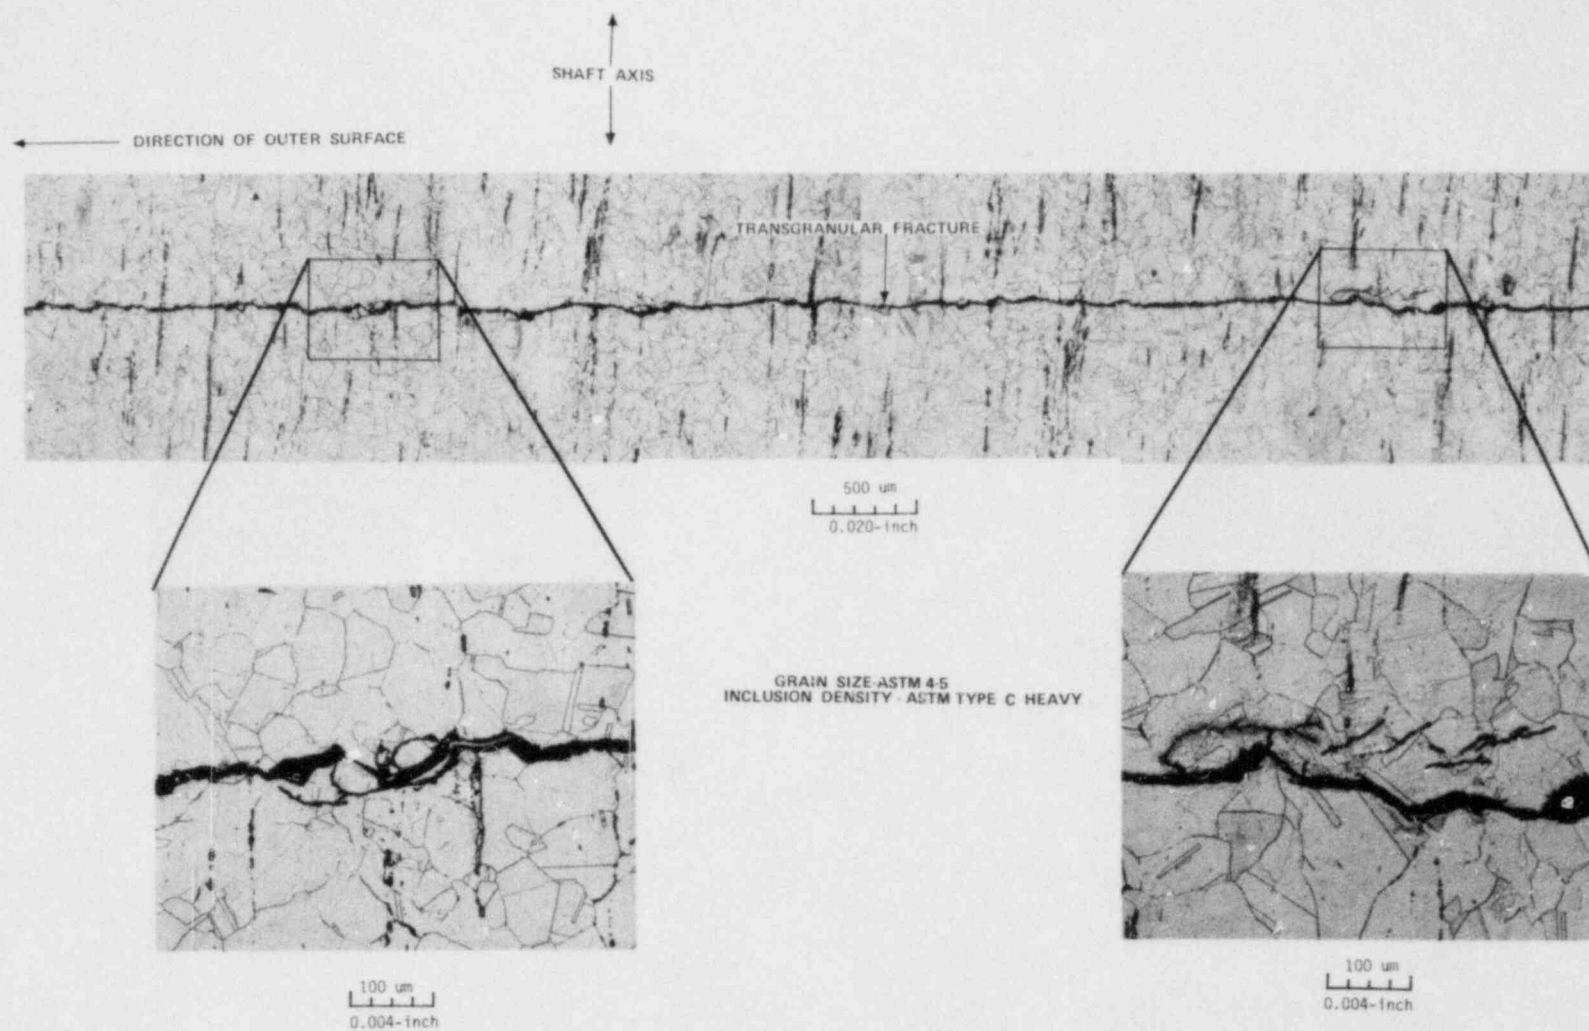 SHAFT AXIS
DIRECTION OF OUTER SURFACE
TRANSGRANULAR FRACTURE
500 um
0.020-inch
GRAIN SIZE-ASTM 4-5
INCLUSION DENSITY - ASTM TYPE C HEAVY
100 um
0.004-inch
100 um
0.004-inch